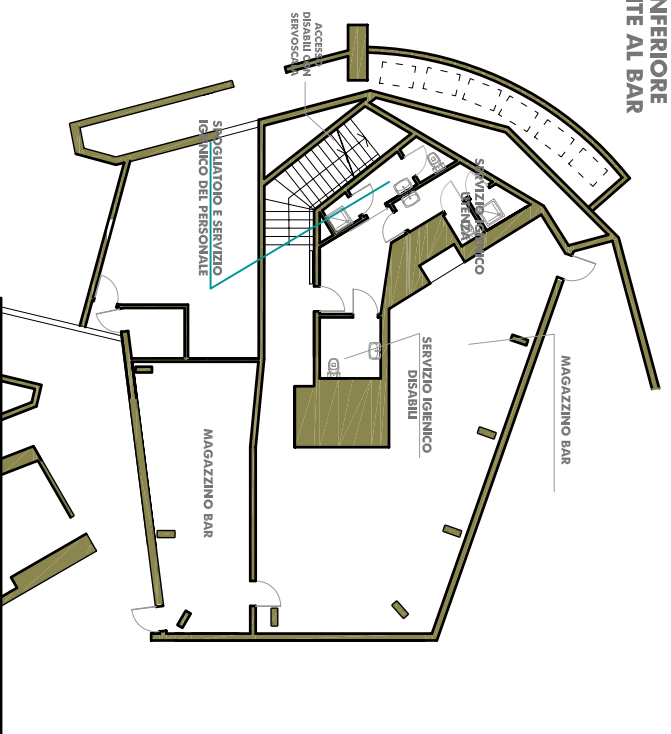 NFERIORE
TE AL BAR
ACCESSO
DISABILI CON
SERVOSCALA
SPOGLIATOIO E SERVIZIO
IGIENICO DEL PERSONALE
SERVIZIO IGIENICO
UTENZA
SERVIZIO IGIENICO
DISABILI
MAGAZZINO BAR
MAGAZZINO BAR